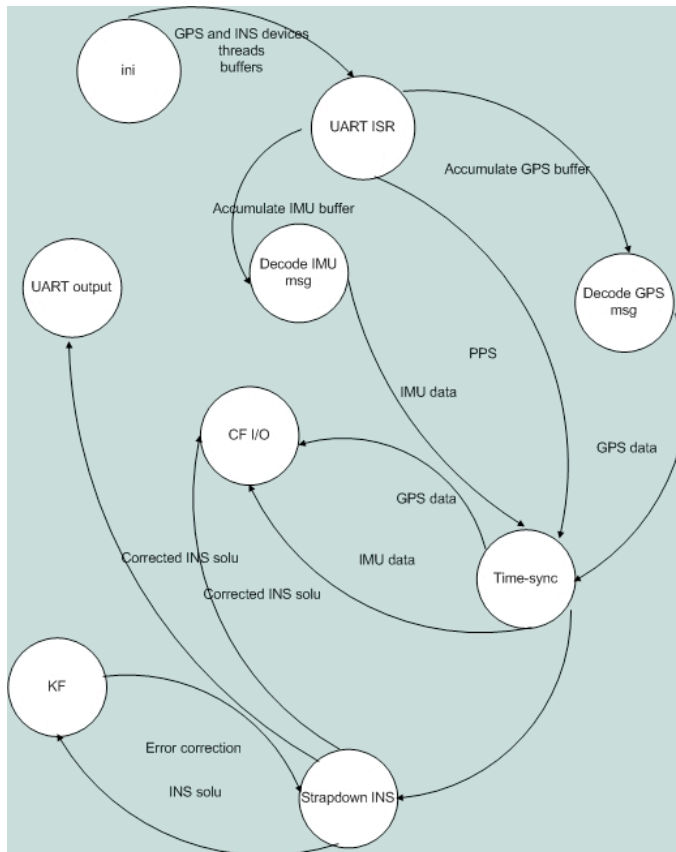 GPS and INS devices
threads
buffers
ini
UART ISR
Accumulate GPS buffer
Accumulate IMU buffer
Decode IMU
msg
UART output
Decode GPS
msg
PPS
IMU data
CF I/O
GPS data
GPS data
IMU data
Time-sync
Corrected INS solu
Corrected INS solu
KF
Error correction
INS solu
Strapdown INS